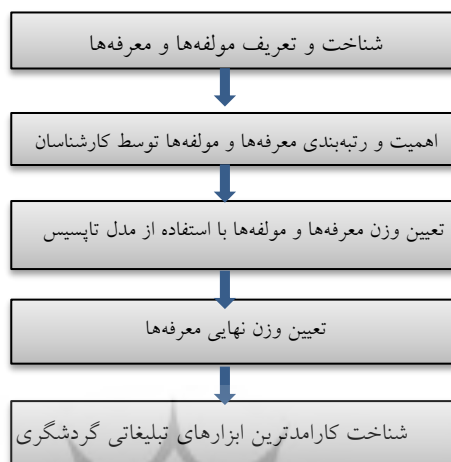 شناخت و تعریف مولفه‌ها و معرفه‌ها
اهمیت و رتبه‌بندی معرفه‌ها و مولفه‌ها توسط کارشناسان
تعیین وزن معرفه‌ها و مولفه‌ها با استفاده از مدل تاپسیس
تعیین وزن نهایی معرفه‌ها
شناخت کارامدترین ابزارهای تبلیغاتی گردشگری